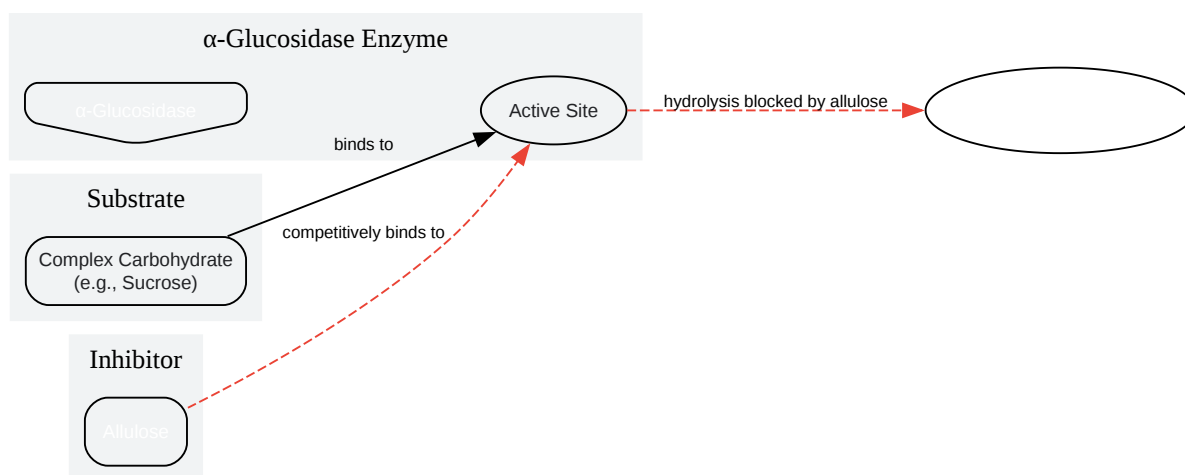 α-Glucosidase Enzyme
α-Glucosidase
Active Site
hydrolysis blocked by allulose
binds to
Substrate
competitively binds to
Complex Carbohydrate
(e.g., Sucrose)
Inhibitor
Allulose